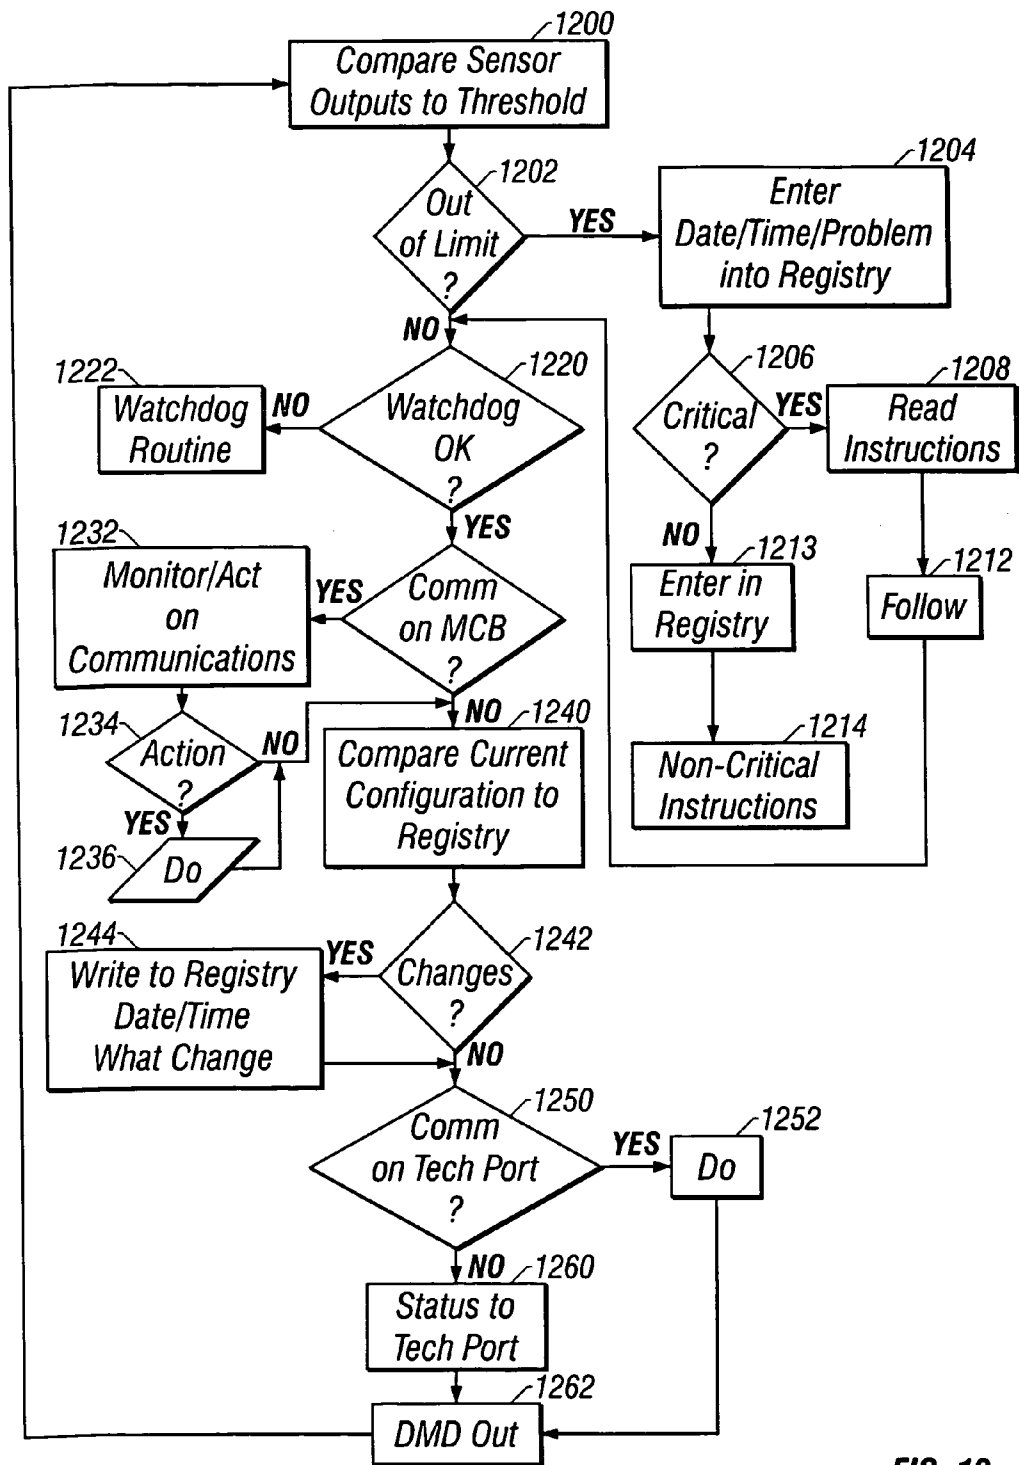 1200
Compare Sensor
Outputs to Threshold
1202
Out
of Limit
?
YES
1204
Enter
Date/Time/Problem
into Registry
NO
1206
Critical
?
YES
1208
Read
Instructions
1212
Follow
NO
1213
Enter in
Registry
1214
Non-Critical
Instructions
1220
Watchdog
OK
?
NO
1222
Watchdog
Routine
YES
Comm
on MCB
?
YES
1232
Monitor/Act
on
Communications
1234
Action
?
NO
YES
1236
Do
NO
1240
Compare Current
Configuration to
Registry
1242
Changes
?
YES
1244
Write to Registry
Date/Time
What Change
NO
1250
Comm
on Tech Port
?
YES
1252
Do
NO
1260
Status to
Tech Port
1262
DMD Out